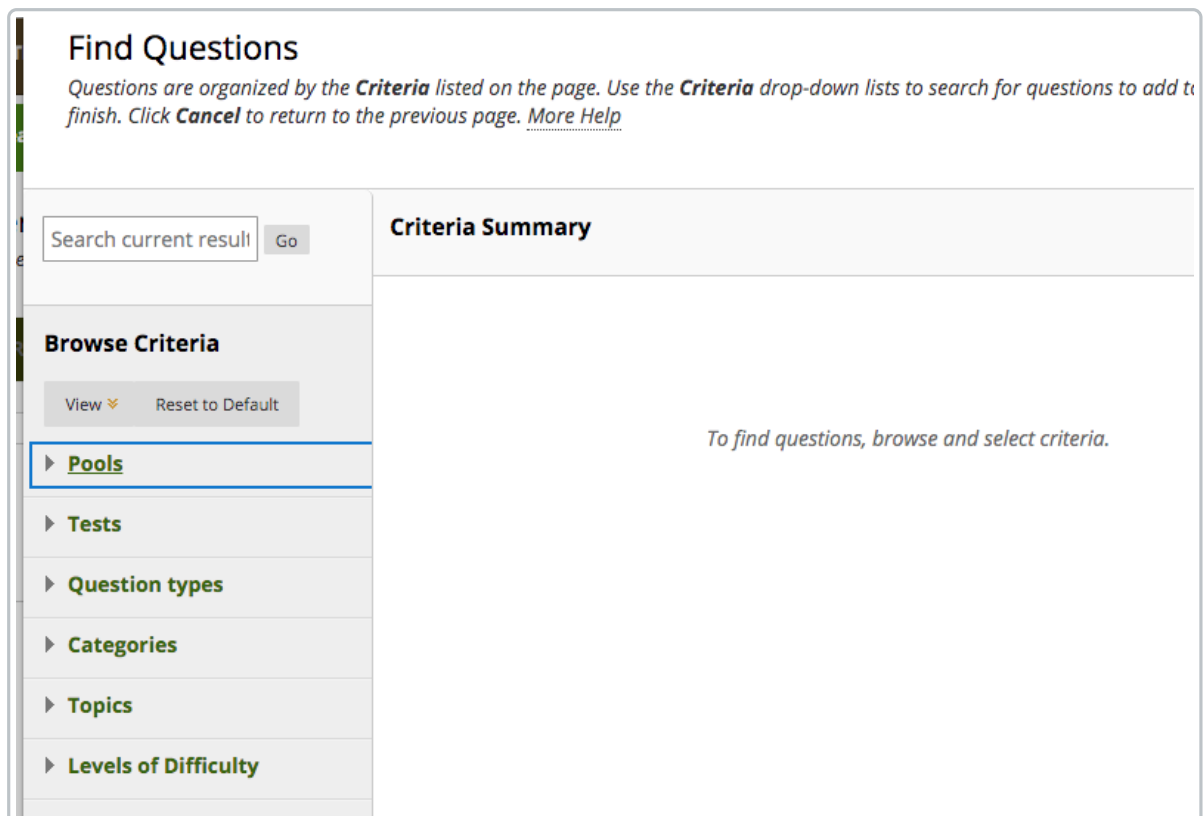 Find Questions
Questions are organized by the Criteria listed on the page. Use the Criteria drop-down lists to search for questions to add
finish. Click Cancel to return to the previous page. More Help
Search current
Go
Criteria Summary
Browse Criteria
View
Reset to Default
To find questions, browse and select criteria.
Pools
Tests
Question types
Categories
Topics
Levels of Difficulty